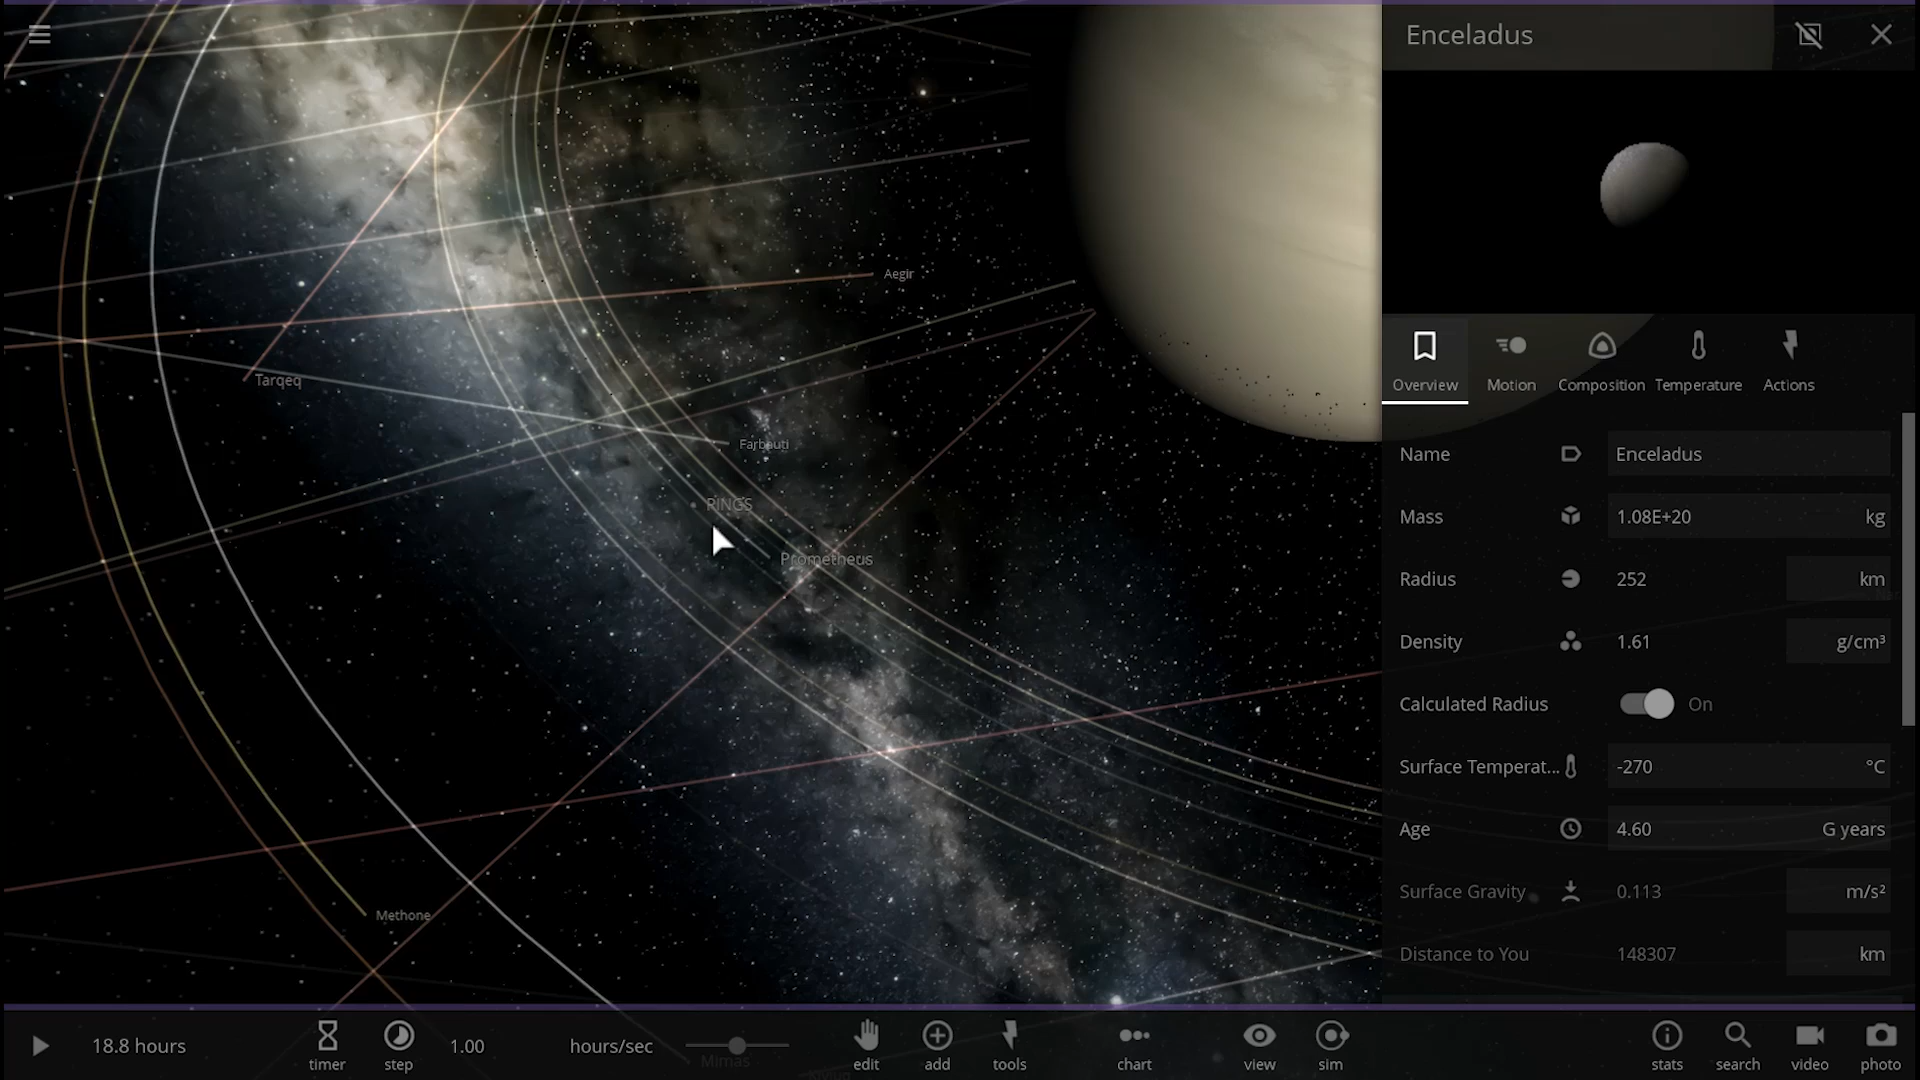 Enceladus
Aegir
Tarqeq
Farbauti
RINGS
Prometheus
Methone
Overview
Motion
Composition
Temperature
Actions
Name Enceladus
Mass 1.08E+20 kg
Radius 252 km
Density 1.61 g/cm³
Calculated Radius On
Surface Temperat... -270 °C
Age 4.60 G years
Surface Gravity 0.113 m/s²
Distance to You 148307 km
18.8 hours
timer
step
1.00 hours/sec
Mimas
edit
add
tools
chart
view
sim
stats
search
video
photo